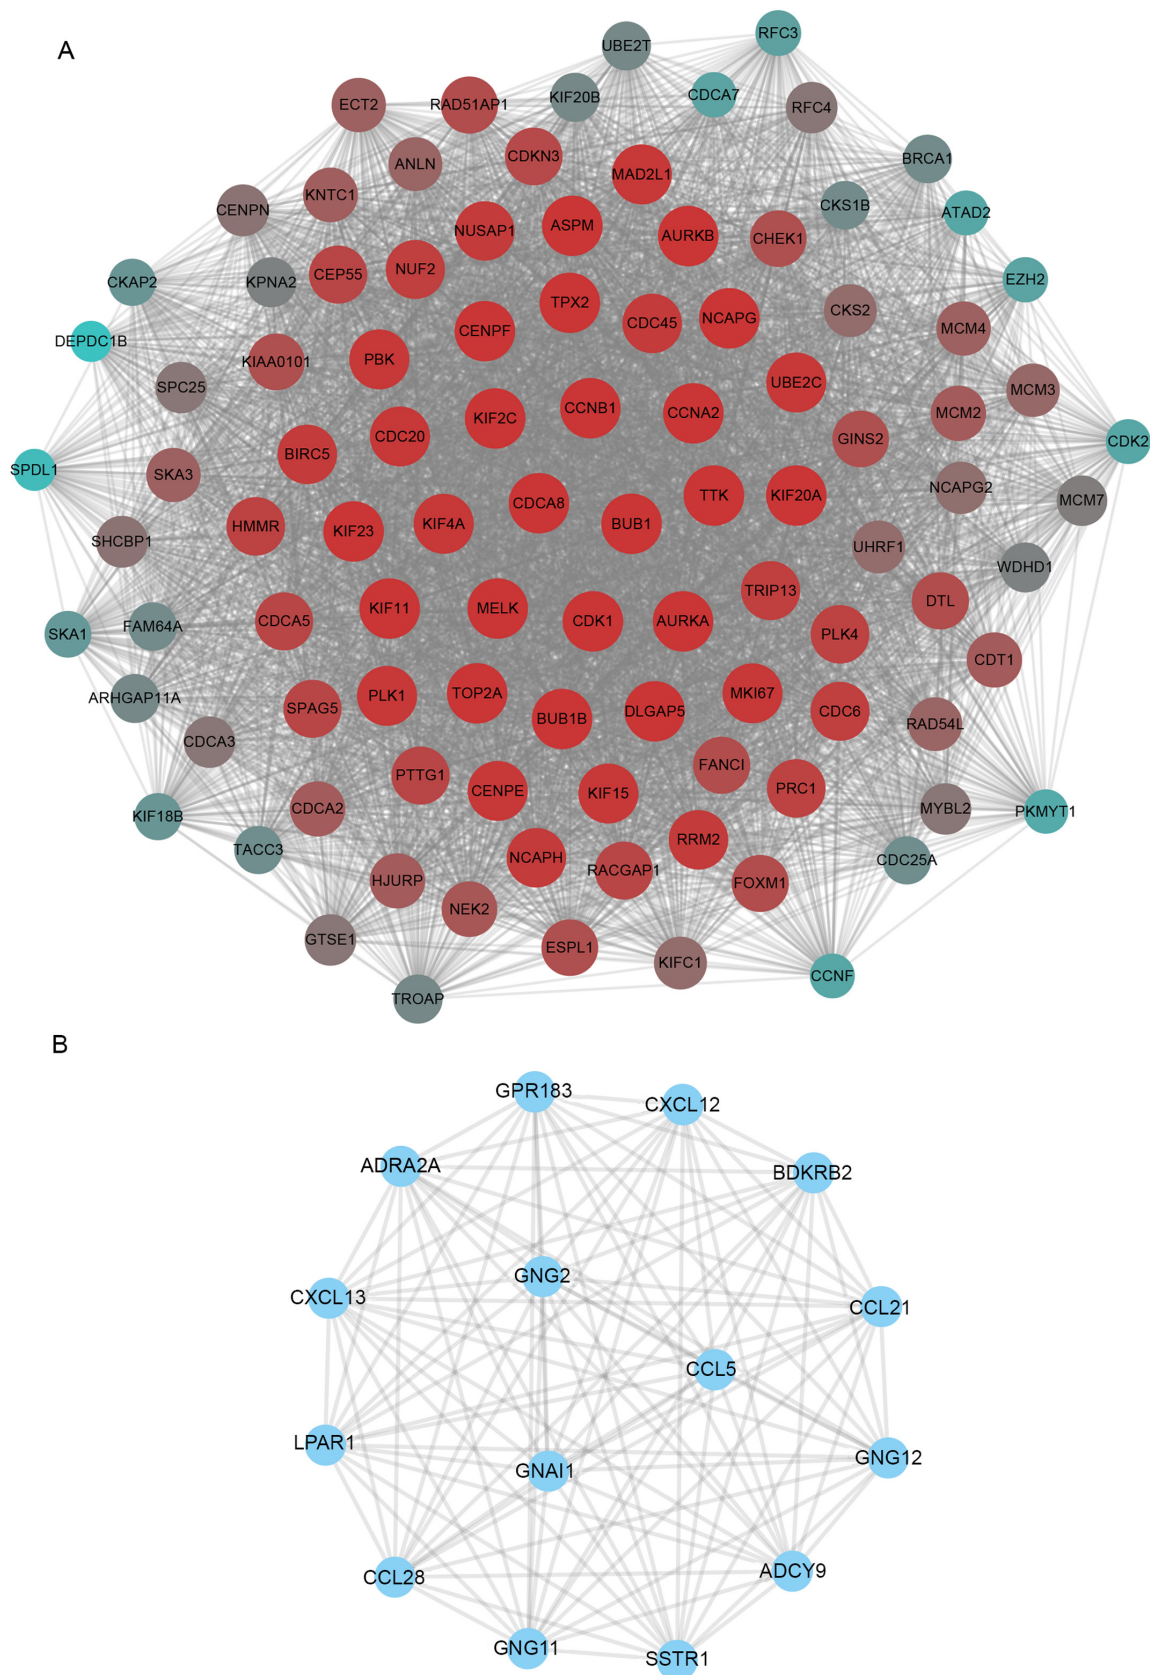 A
RFC3
UBE2T
CDCA7
KIF20B
ECT2
RAD51AP1
RFC4
CDKN3
BRCA1
ANLN
MAD2L1
KNTC1
CKS1B
CENPN
ATAD2
NUSAP1
ASPM
AURKB
CHEK1
CEP55
NUF2
CKAP2
KPNA2
EZH2
TPX2
CKS2
CDC45
NCAPG
MCM4
CENPF
DEPDC1B
KIAA0101
PBK
UBE2C
SPC25
MCM3
CCNB1
CCNA2
MCM2
KIF2C
CDC20
GINS2
CDK2
BIRC5
SPDL1
SKA3
NCAPG2
TTK
KIF20A
MCM7
CDCA8
HMMR
KIF23
KIF4A
BUB1
SHCBP1
UHRF1
WDHD1
TRIP13
DTL
KIF11
MELK
CDK1
AURKA
CDCA5
FAM64A
SKA1
PLK4
CDT1
ARHGAP11A
PLK1
TOP2A
MKI67
SPAG5
BUB1B
DLGAP5
CDC6
RAD54L
CDCA3
FANCI
PTTG1
CENPE
KIF15
PRC1
CDCA2
MYBL2
PKMYT1
KIF18B
RRM2
TACC3
NCAPH
CDC25A
RACGAP1
HJURP
FOXM1
NEK2
GTSE1
ESPL1
KIFC1
CCNF
TROAP
B
GPR183
CXCL12
ADRA2A
BDKRB2
GNG2
CXCL13
CCL21
CCL5
LPAR1
GNAI1
GNG12
CCL28
ADCY9
GNG11
SSTR1